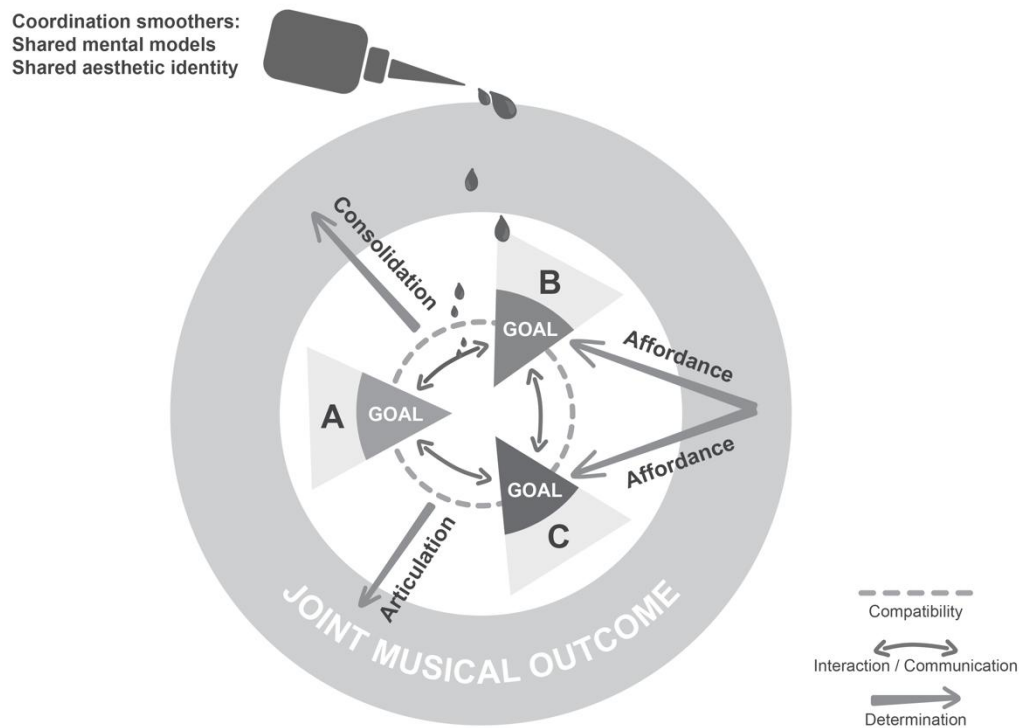 Coordination smoothers:
Shared mental models
Shared aesthetic identity
Consolidation
B
GOAL
Affordance
A
GOAL
Affordance
GOAL
C
Articulation
JOINT MUSICAL OUTCOME
Compatibility
Interaction / Communication
Determination